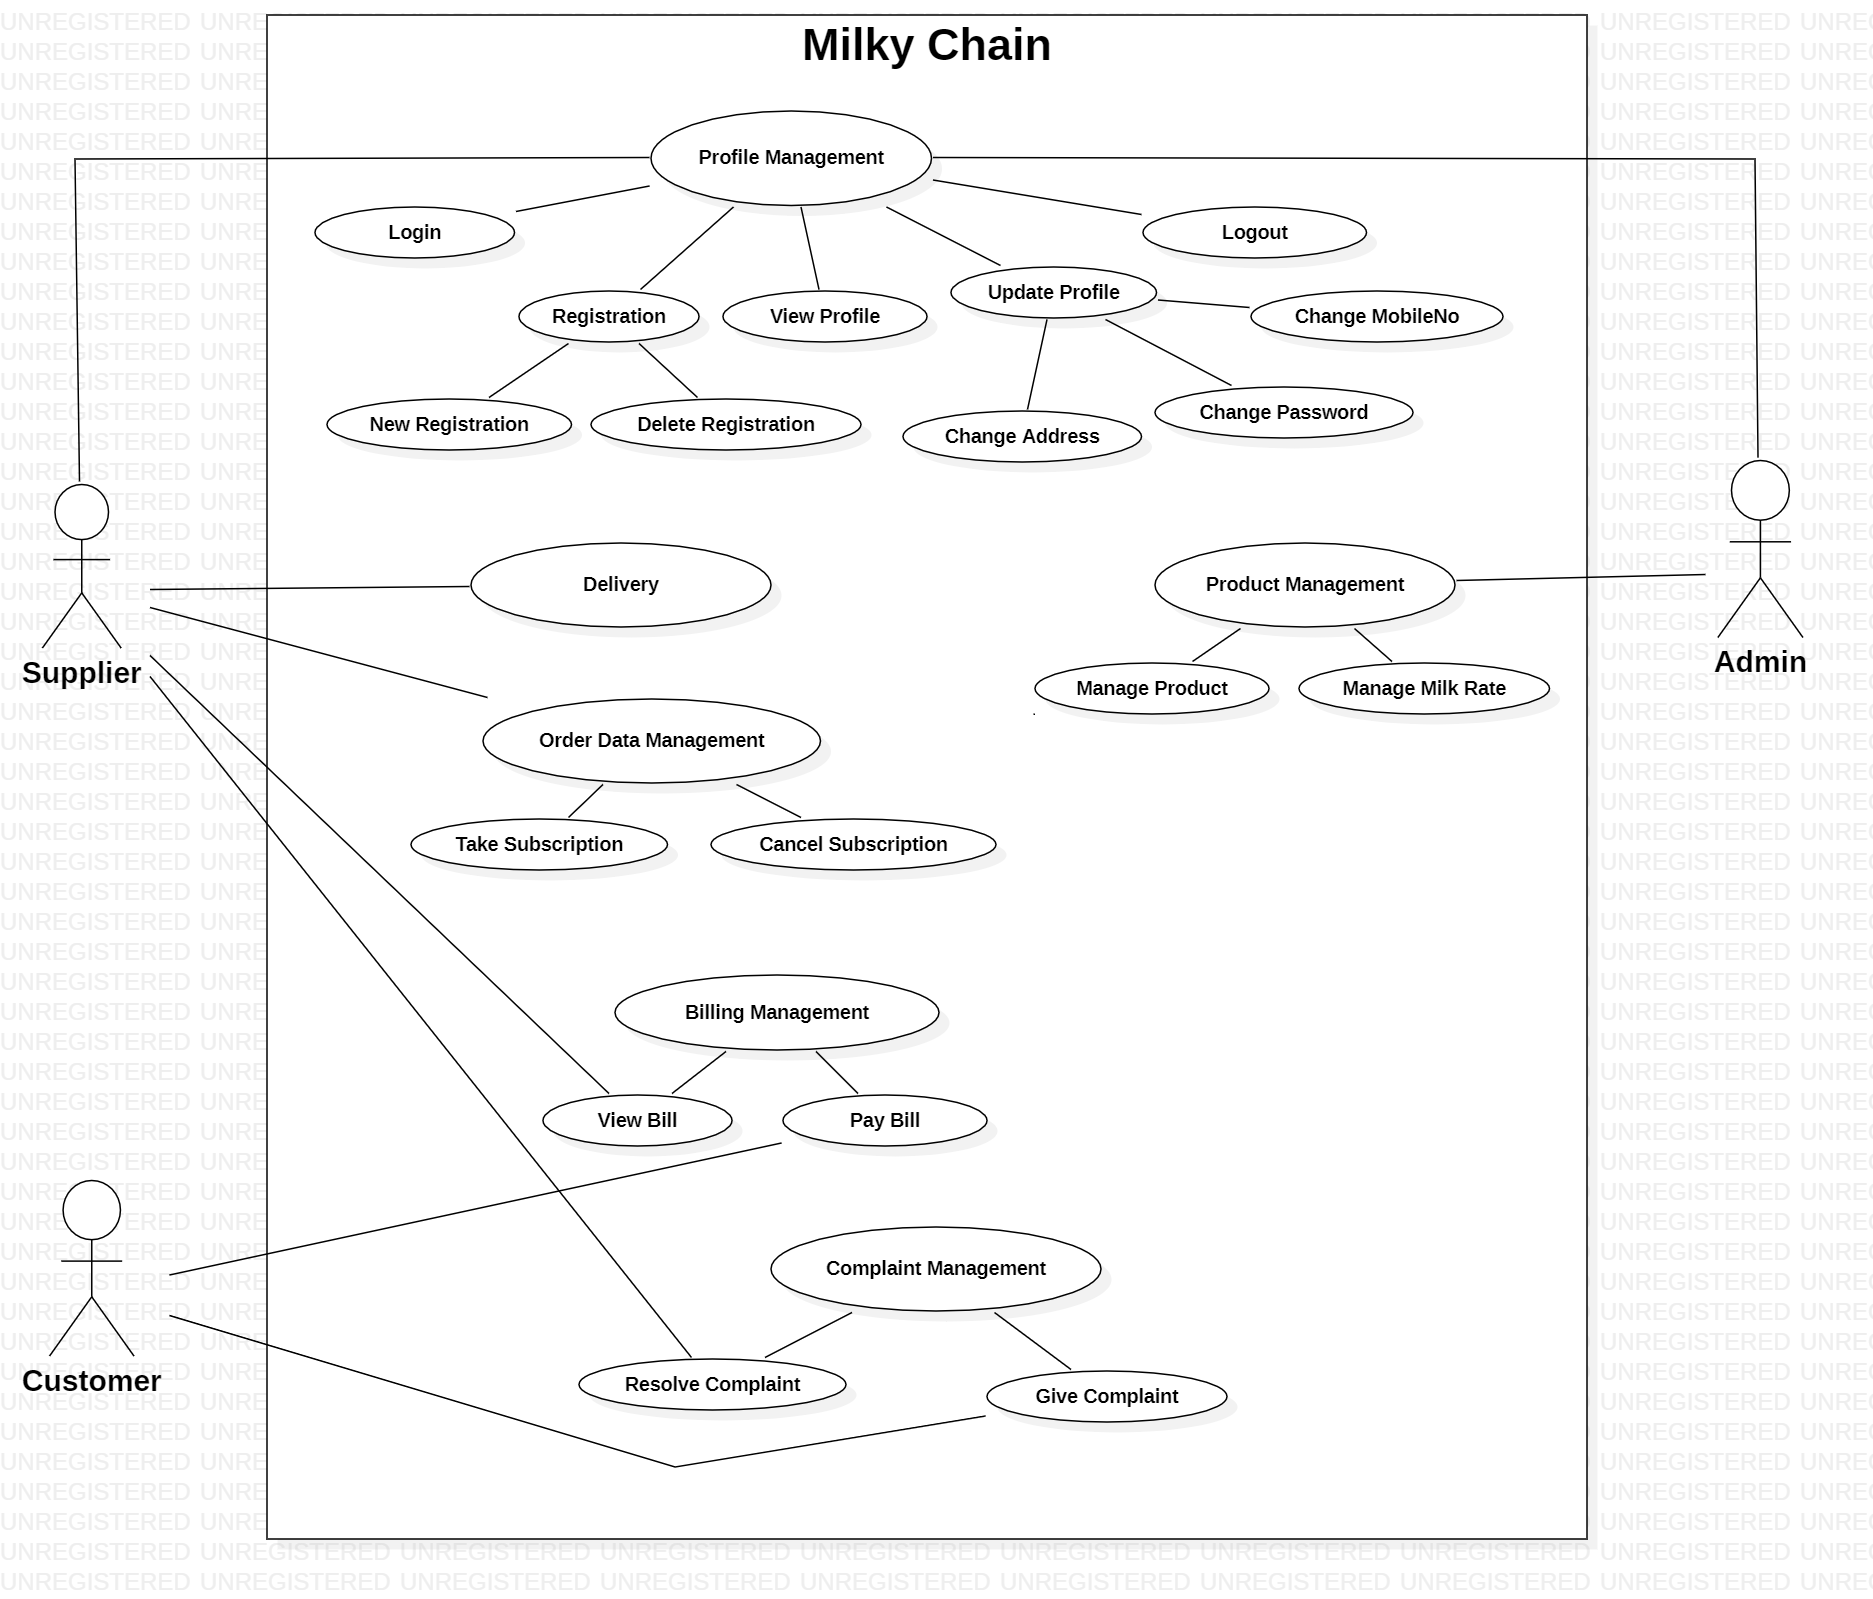 Milky Chain
Profile Management
Login
Logout
Registration
View Profile
Update Profile
Change MobileNo
New Registration
Delete Registration
Change Address
Change Password
Delivery
Product Management
Supplier
Admin
Manage Product
Manage Milk Rate
Order Data Management
Take Subscription
Cancel Subscription
Billing Management
View Bill
Pay Bill
Complaint Management
Customer
Resolve Complaint
Give Complaint
UNREGISTERED